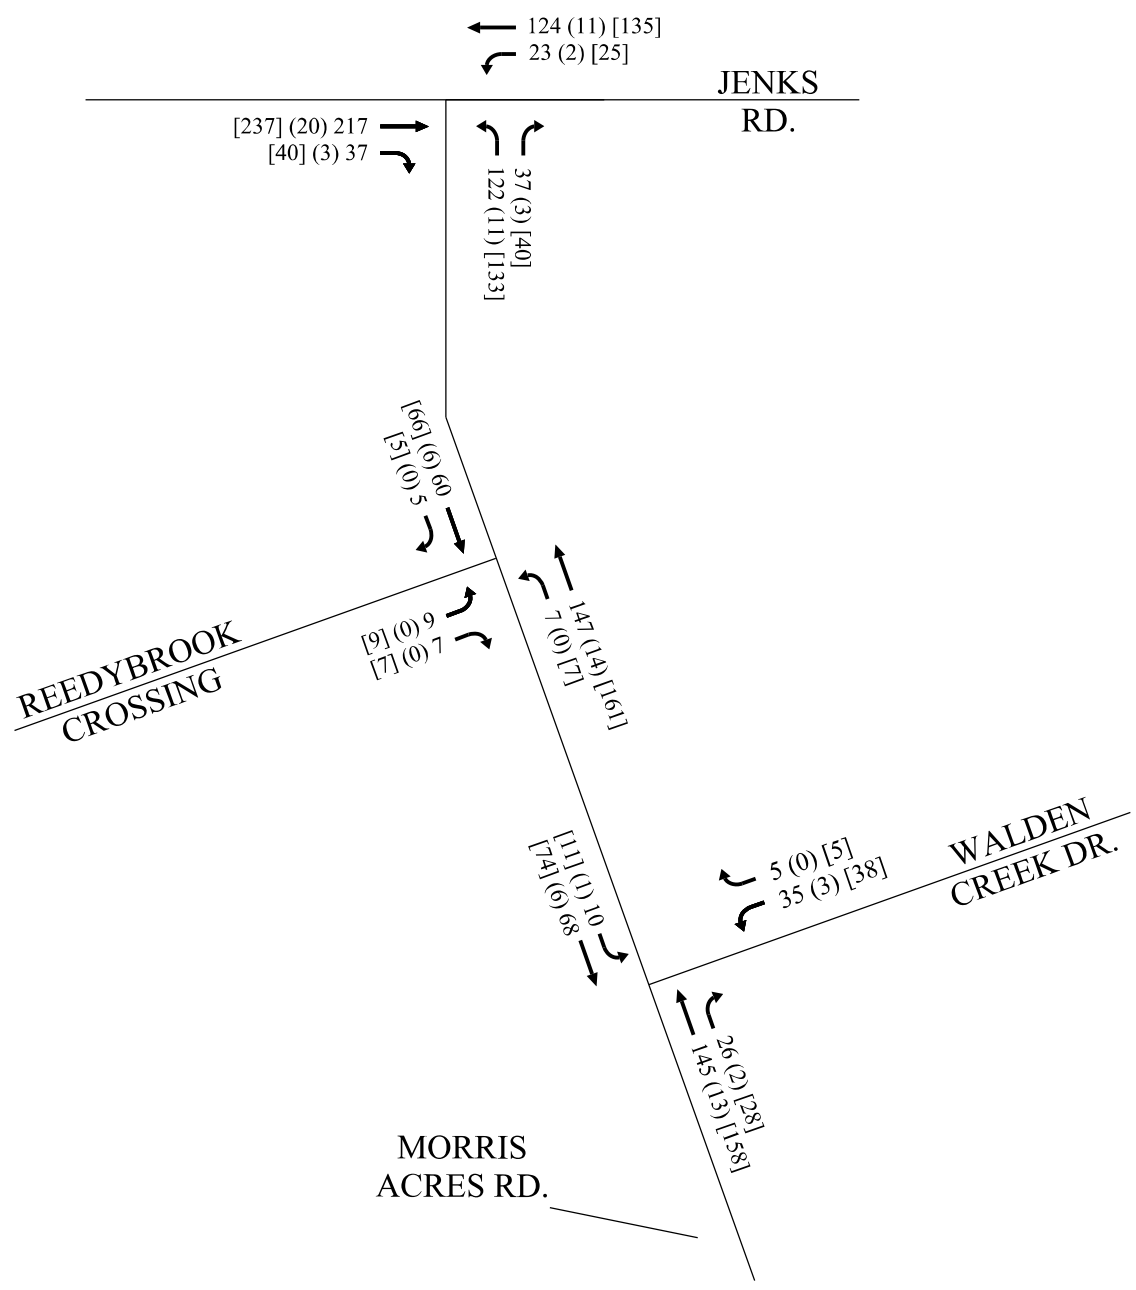 124 (11) [135]
23 (2) [25]
JENKS
RD.
[237] (20) 217
[40] (3) 37
37 (3) [40]
122 (11) [133]
[66] (6) 60
[5] (0) 5
147 (14) [161]
7 (0) [7]
[9] (0) 9
[7] (0) 7
REEDYBROOK
CROSSING
[11] (1) 10
[74] (6) 68
5 (0) [5]
35 (3) [38]
WALDEN
CREEK DR.
26 (2) [28]
145 (13) [158]
MORRIS
ACRES RD.